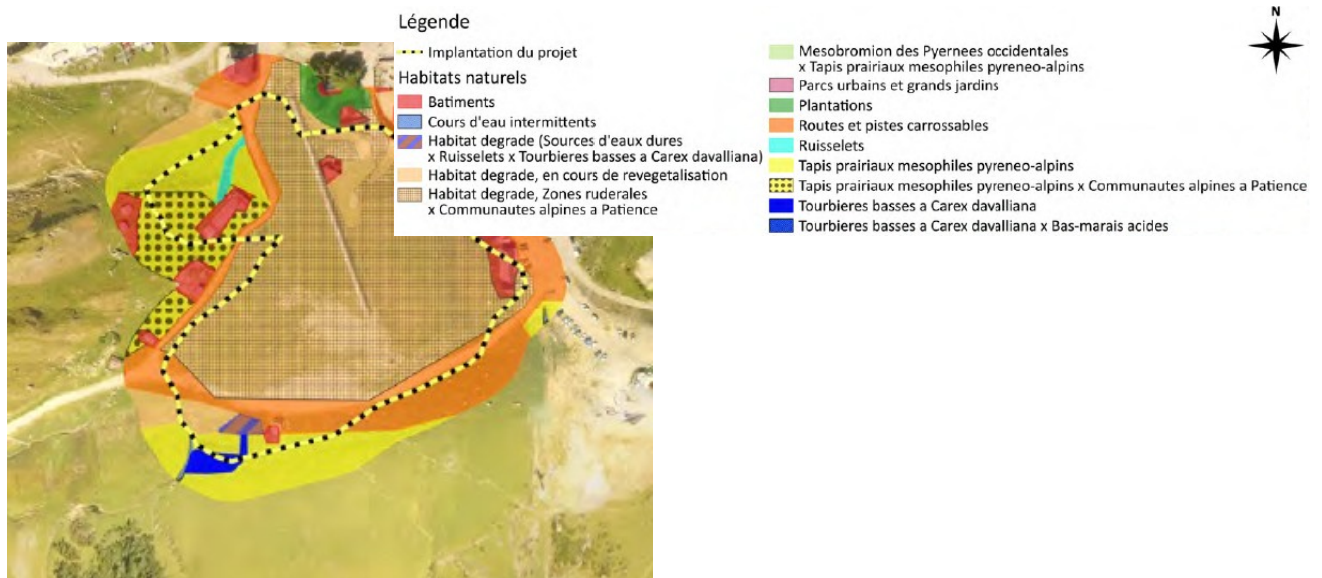 Légende
Implantation du projet
Habitats naturels
Batiments
Cours d'eau intermittents
Habitat degrade (Sources d'eaux dures
x Ruisselets x Tourbieres basses a Carex davalliana)
Habitat degrade, en cours de revegetalisation
Habitat degrade, Zones ruderales
x Communautes alpines a Patience
Mesobromion des Pyernees occidentales
x Tapis prairiaux mesophiles pyreneo-alpins
Parcs urbains et grands jardins
Plantations
Routes et pistes carrossables
Ruisselets
Tapis prairiaux mesophiles pyreneo-alpins
Tapis prairiaux mesophiles pyreneo-alpins x Communautes alpines a Patience
Tourbieres basses a Carex davalliana
Tourbieres basses a Carex davalliana x Bas-marais acides
N